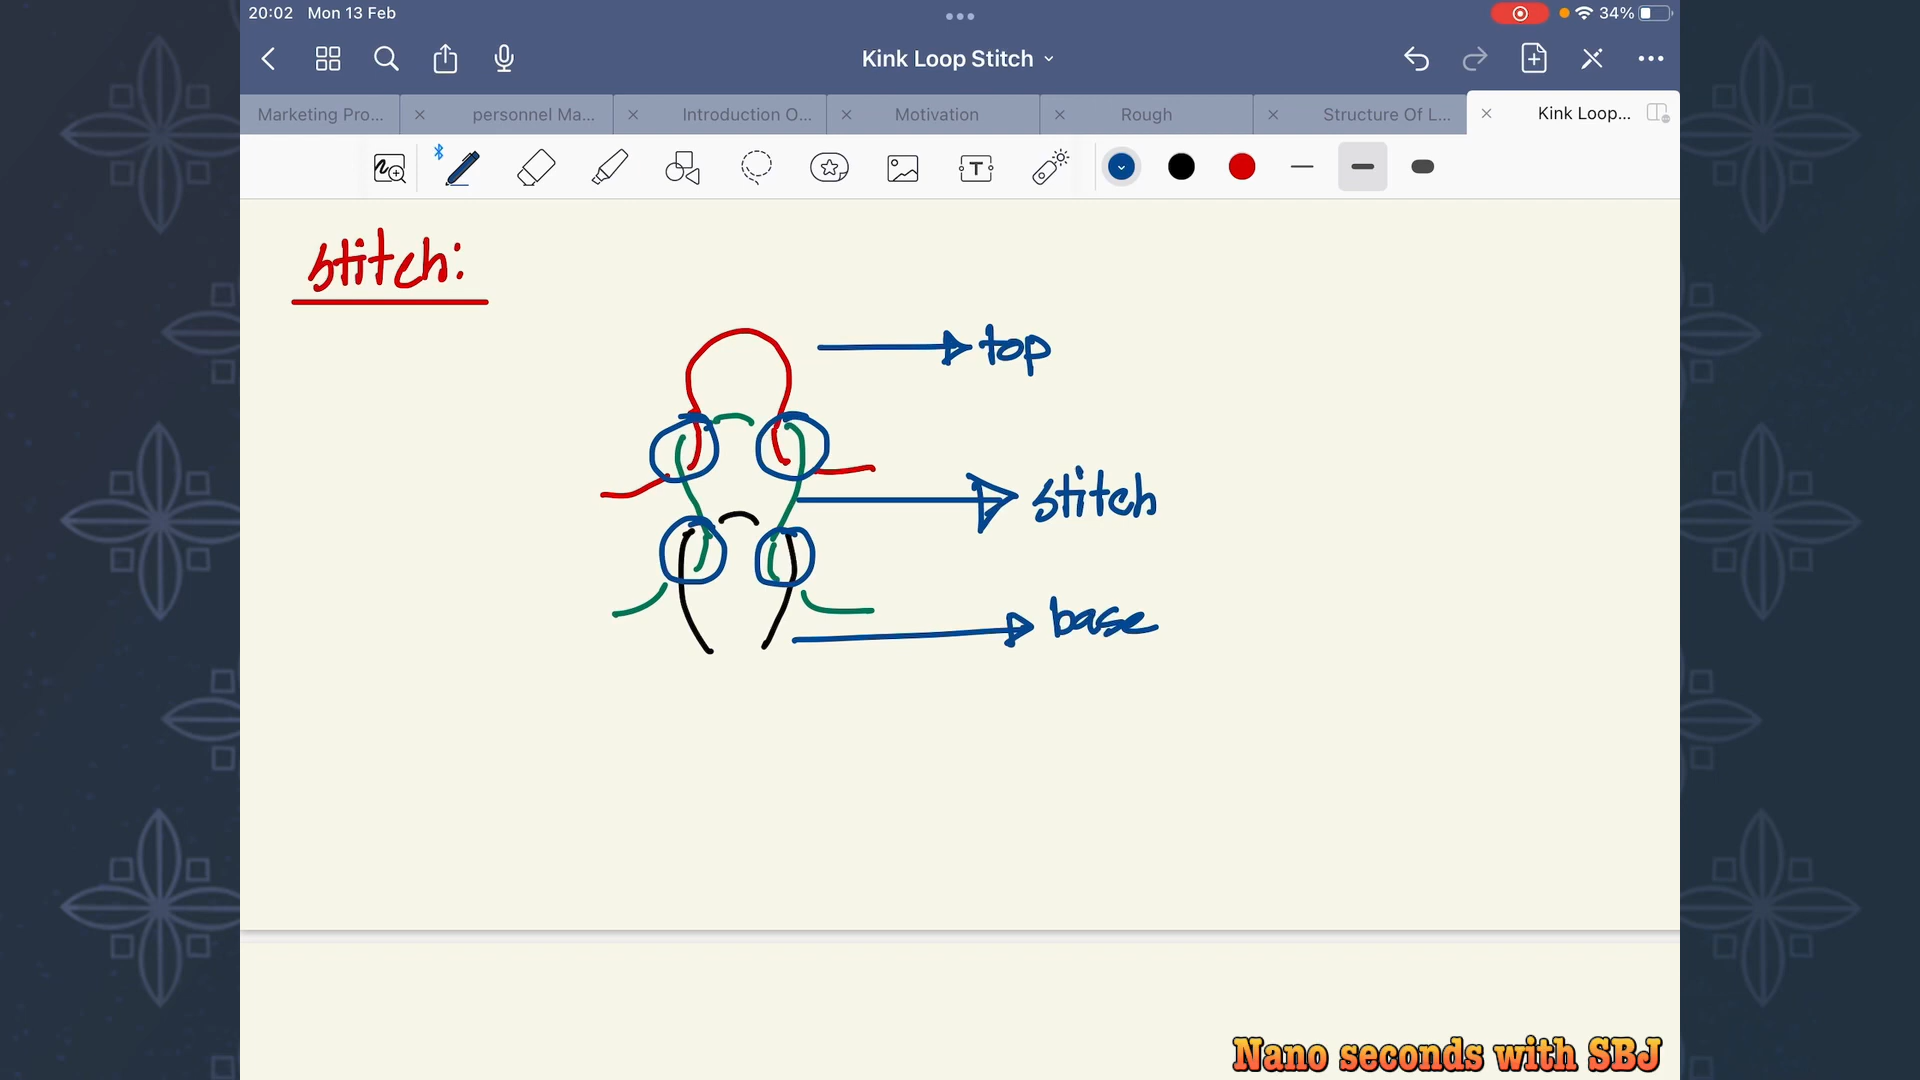 20:02 Mon 13 Feb
34%
Kink Loop Stitch
Marketing Pro... personnel Ma... Introduction O... Motivation Rough Structure Of L... Kink Loop...
T
stitch:
top
stitch
base
Nano seconds with SBJ